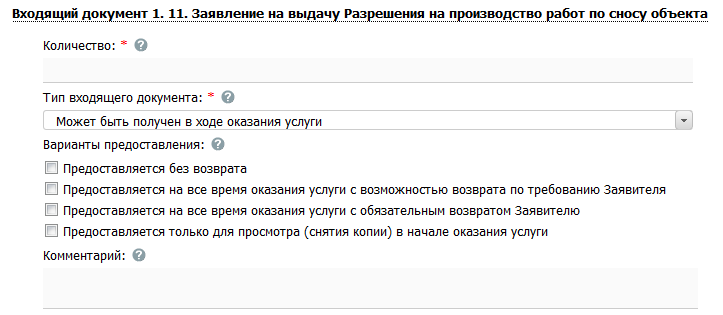 Входящий документ 1. 11. Заявление на выдачу Разрешения на производство работ по сносу объекта
Количество: * ?
Тип входящего документа: * ?
Может быть получен в ходе оказания услуги
Варианты предоставления: ?
Предоставляется без возврата
Предоставляется на все время оказания услуги с возможностью возврата по требованию Заявителя
Предоставляется на все время оказания услуги с обязательным возвратом Заявителю
Предоставляется только для просмотра (снятия копии) в начале оказания услуги
Комментарий: ?